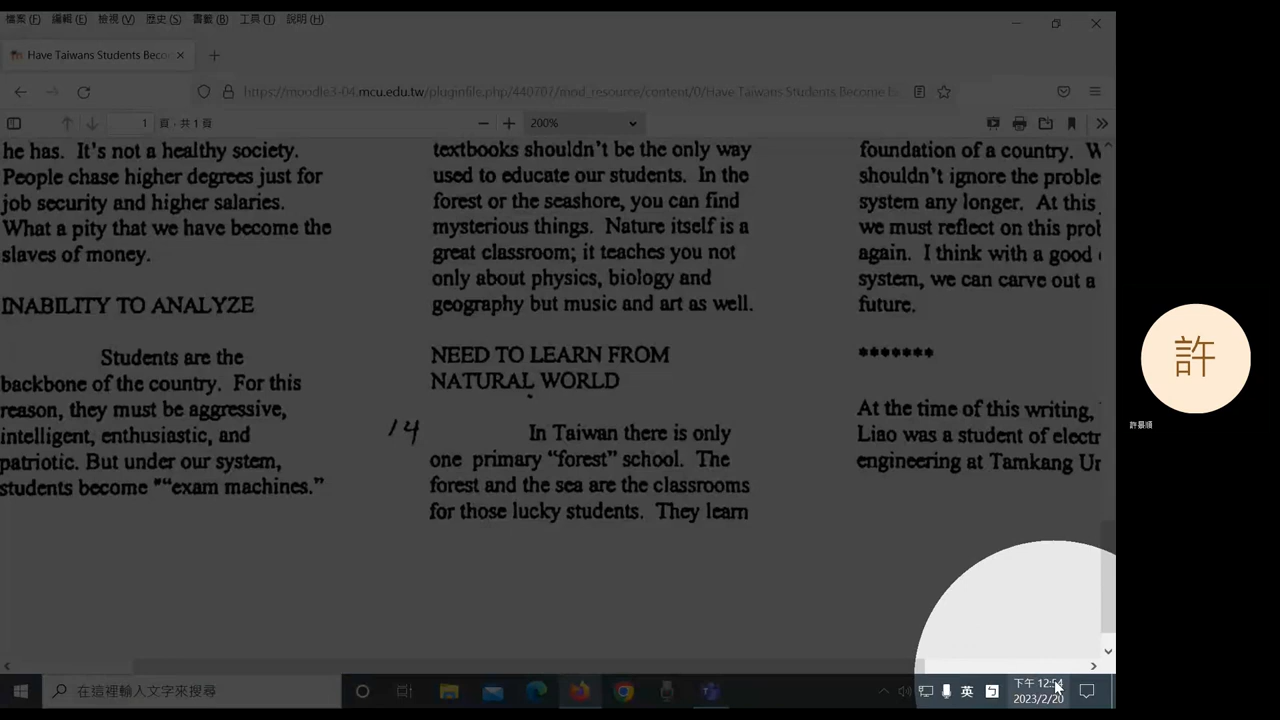 檔案(F) 編輯(E) 檢視(V) 歷史(S) 書籤(B) 工具(T) 說明(H)
Have Taiwans Students Beco
https://moodle3-04.mcu.edu.tw/pluginfile.php/440707/mod_resource/content/0/Have Taiwans Students Become
1 頁,共 1 頁 200%
he has. It's not a healthy society.
People chase higher degrees just for
job security and higher salaries.
What a pity that we have become the
slaves of money.
INABILITY TO ANALYZE
Students are the
backbone of the country. For this
reason, they must be aggressive,
intelligent, enthusiastic, and
patriotic. But under our system,
students become ""exam machines."
textbooks shouldn't be the only way
used to educate our students. In the
forest or the seashore, you can find
mysterious things. Nature itself is a
great classroom; it teaches you not
only about physics, biology and
geography but music and art as well.
NEED TO LEARN FROM
NATURAL WORLD
14
In Taiwan there is only
one primary "forest" school. The
forest and the sea are the classrooms
for those lucky students. They learn
foundation of a country. W
shouldn't ignore the proble
system any longer. At this
we must reflect on this prob
again. I think with a good
system, we can carve out a
future.
*******
At the time of this writing,
Liao was a student of electr
engineering at Tamkang Un
許
許景順
在這裡輸入文字來搜尋
英
下午 12:54
2023/2/20